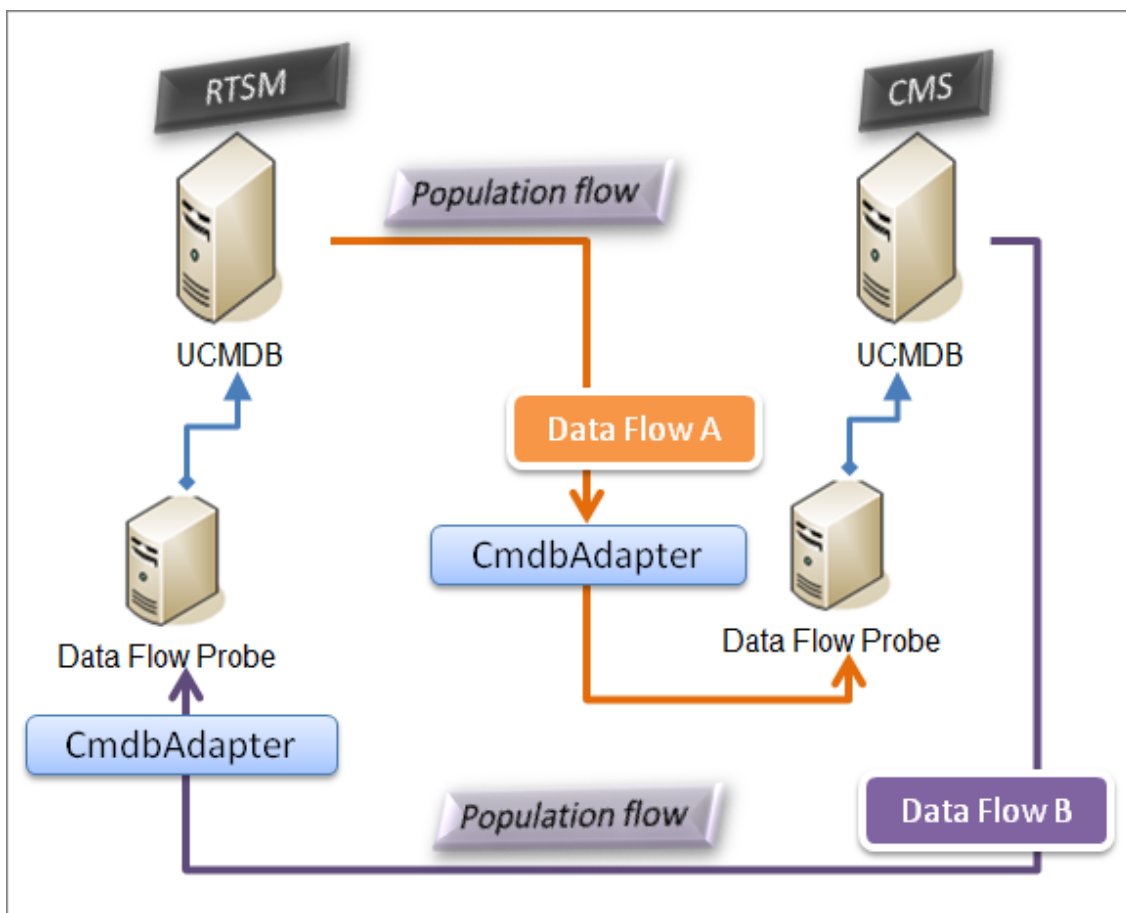 RTSM
CMS
Population flow
UCMDB
UCMDB
Data Flow A
CmdbAdapter
Data Flow Probe
Data Flow Probe
CmdbAdapter
Population flow
Data Flow B